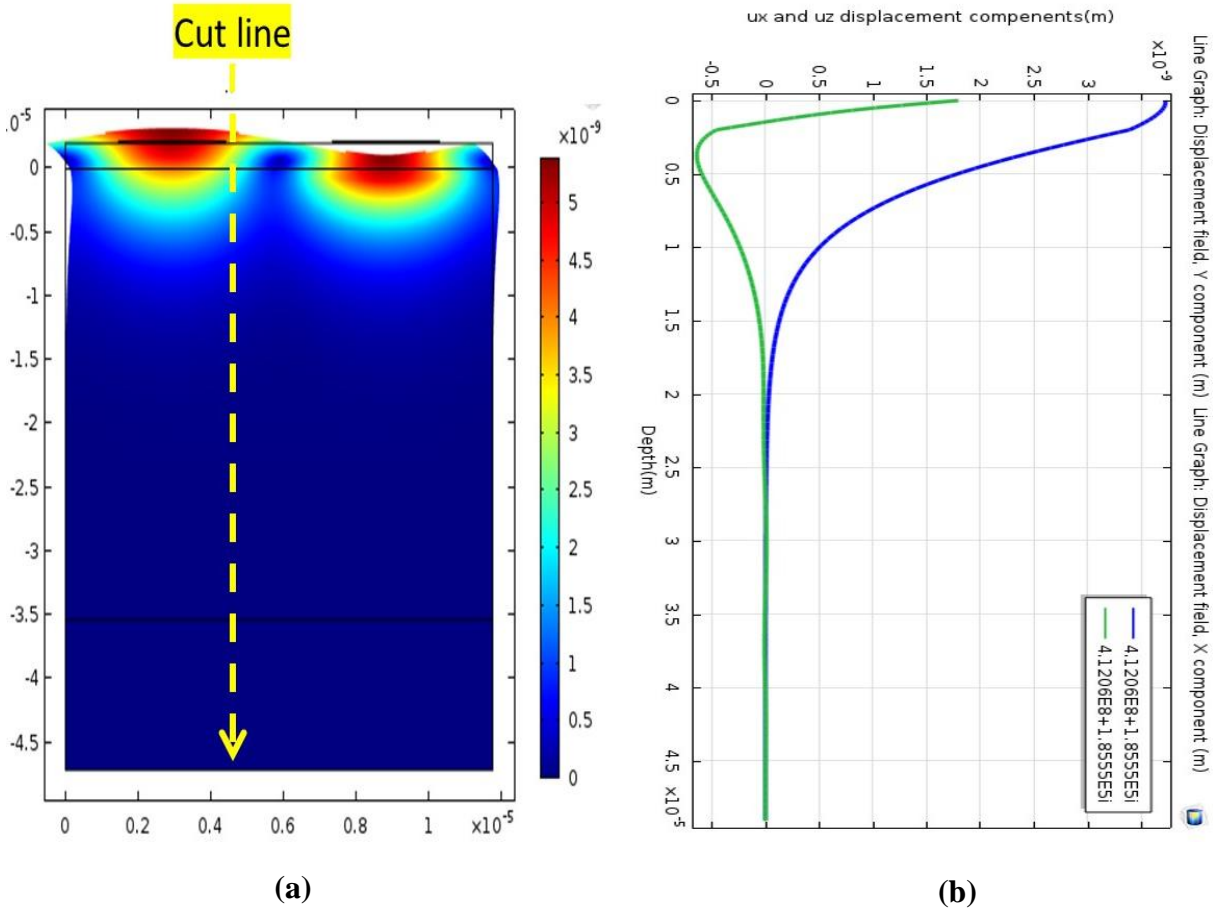 Cut line
.0⁻⁵
0
-0.5
-1
-1.5
-2
-2.5
-3
-3.5
-4
-4.5
0 0.2 0.4 0.6 0.8 1 x10⁻⁵
x10⁻⁹
5
4.5
4
3.5
3
2.5
2
1.5
1
0.5
0
(a)
ux and uz displacement compenents(m)
x10⁻⁹
-0.5 0 0.5 1 1.5 2 2.5 3
0
0.5
1
1.5
2
2.5
3
3.5
4
4.5
x10⁻⁵
Depth(m)
Line Graph: Displacement field, Y component (m) Line Graph: Displacement field, X component (m)
4.1206E8+1.8555E5i
4.1206E8+1.8555E5i
(b)